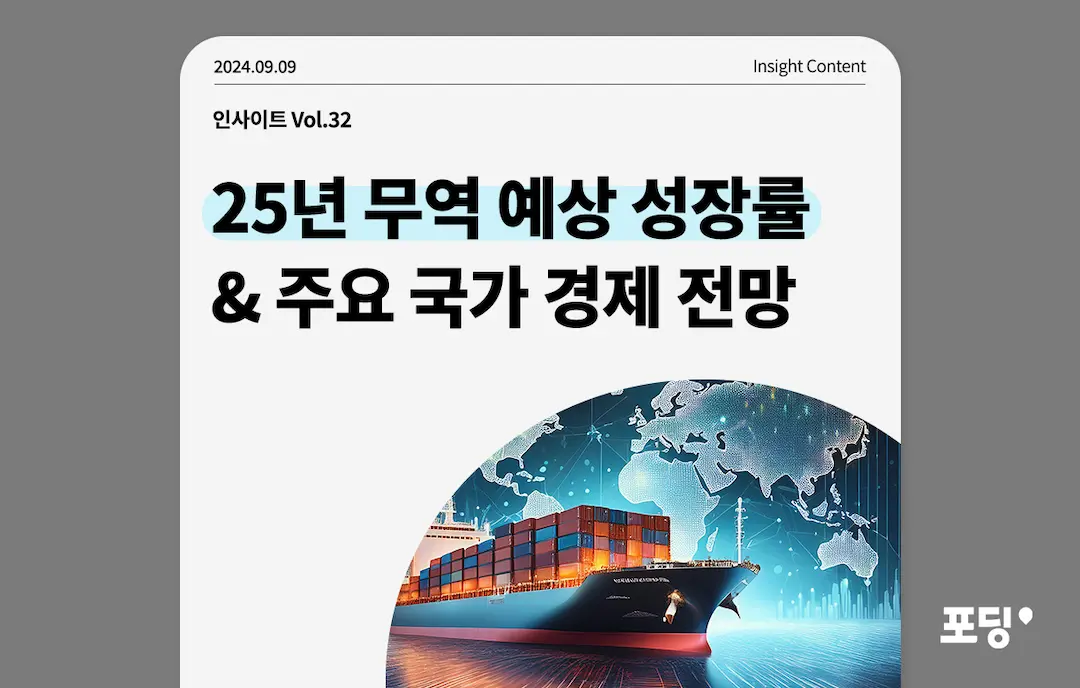 2024.09.09
Insight Content
인사이트 Vol.32
25년 무역 예상 성장률
& 주요 국가 경제 전망
포딩